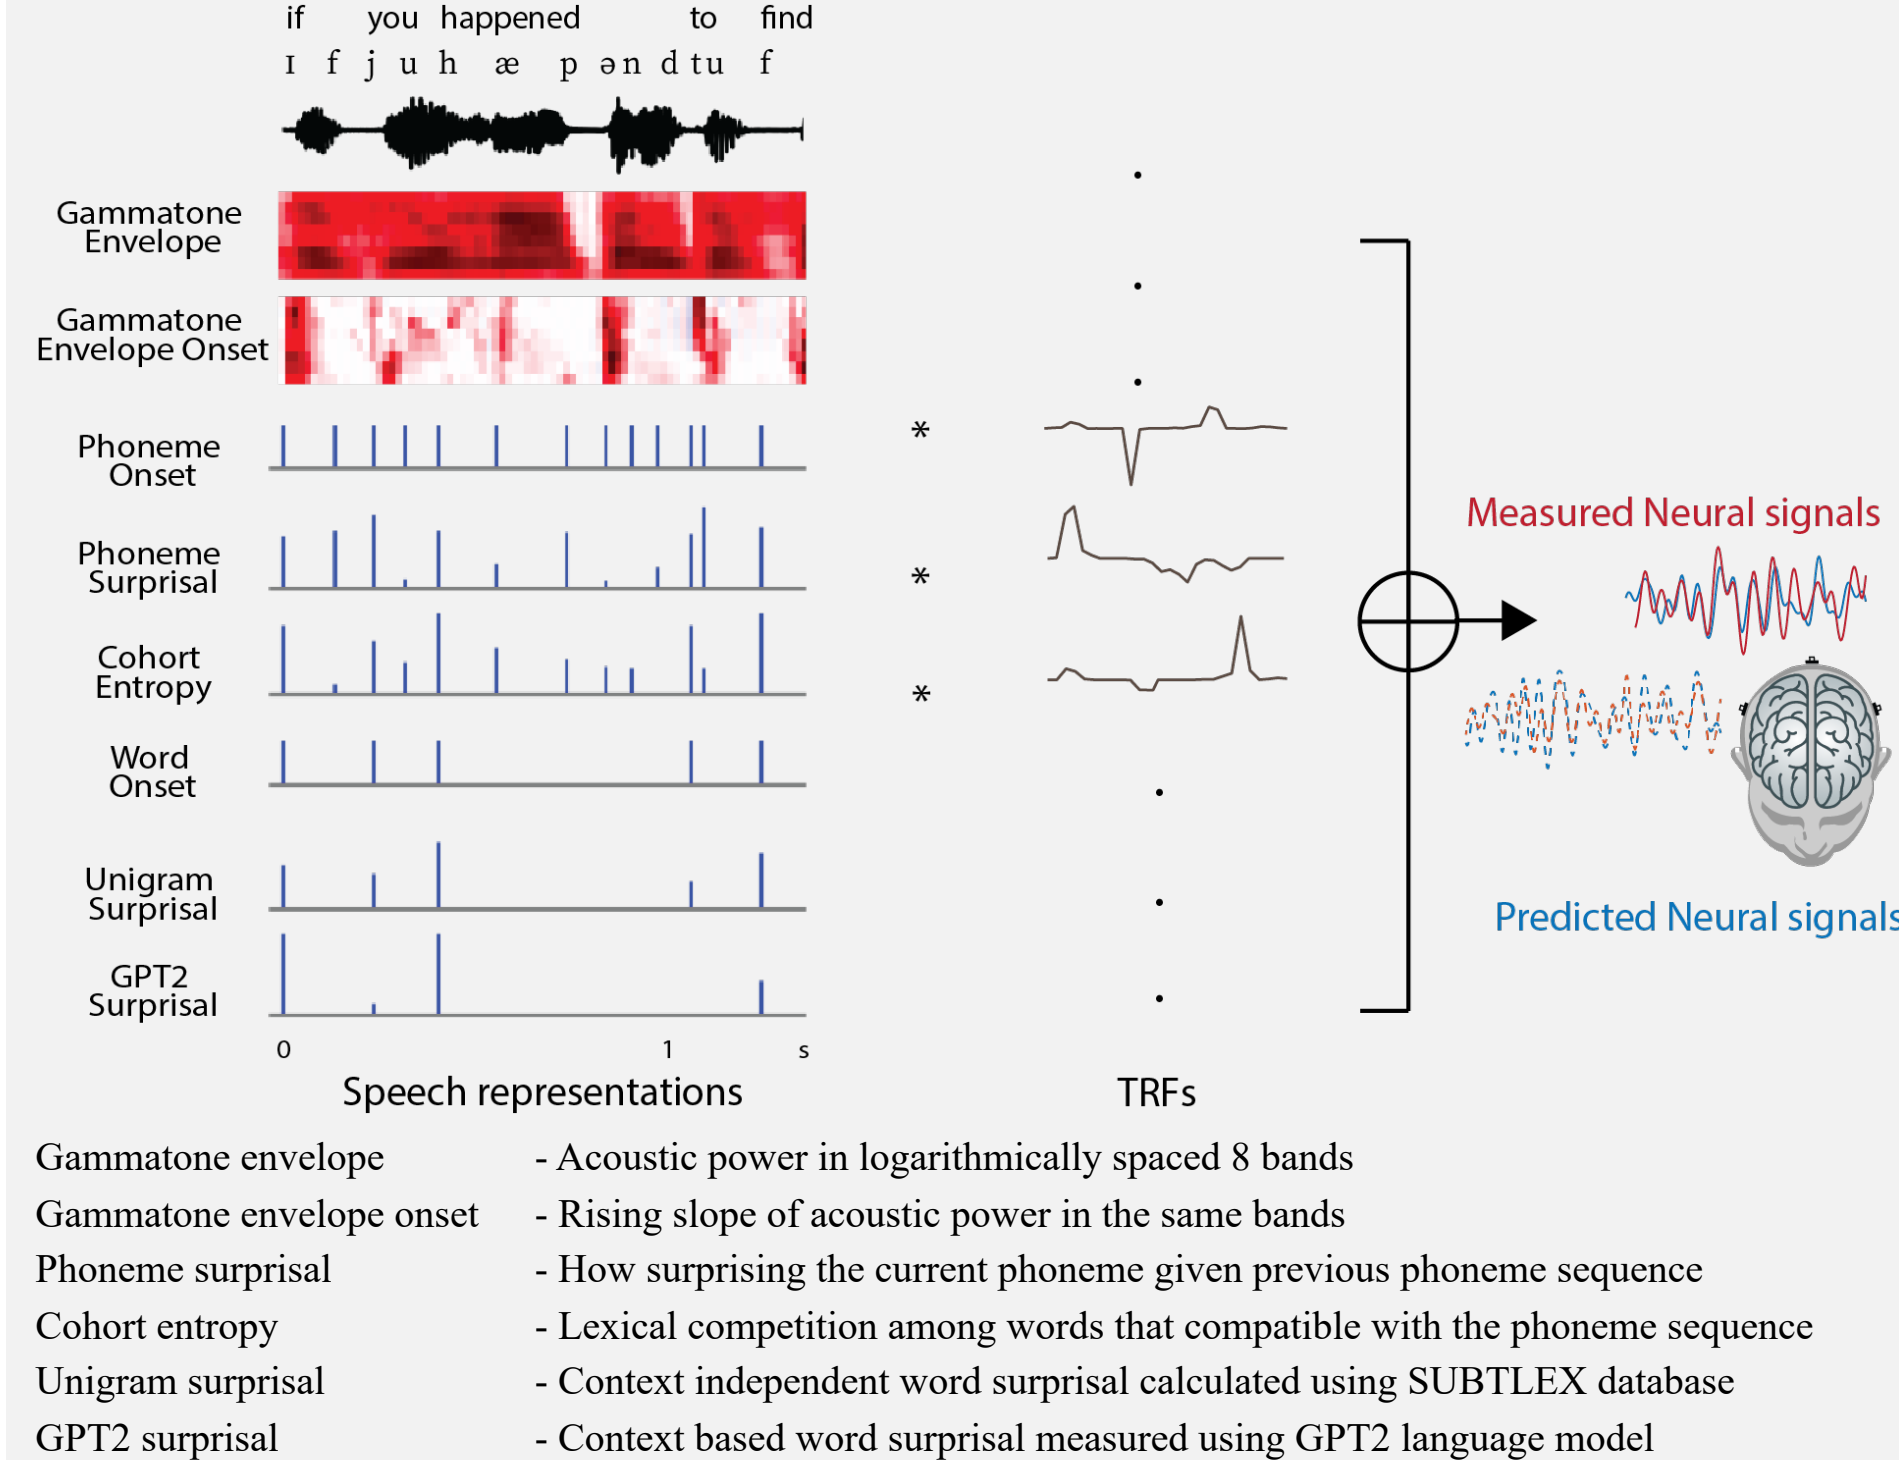 if you happened to find
ɪ f j u h æ p ə n d t u f
Gammatone
Envelope
Gammatone
Envelope Onset
Phoneme
Onset
*
Phoneme
Surprisal
*
Cohort
Entropy
*
Word
Onset
Unigram
Surprisal
GPT2
Surprisal
0 1 s
Speech representations
TRFs
Measured Neural signals
Predicted Neural signals
Gammatone envelope - Acoustic power in logarithmically spaced 8 bands
Gammatone envelope onset - Rising slope of acoustic power in the same bands
Phoneme surprisal - How surprising the current phoneme given previous phoneme sequence
Cohort entropy - Lexical competition among words that compatible with the phoneme sequence
Unigram surprisal - Context independent word surprisal calculated using SUBTLEX database
GPT2 surprisal - Context based word surprisal measured using GPT2 language model